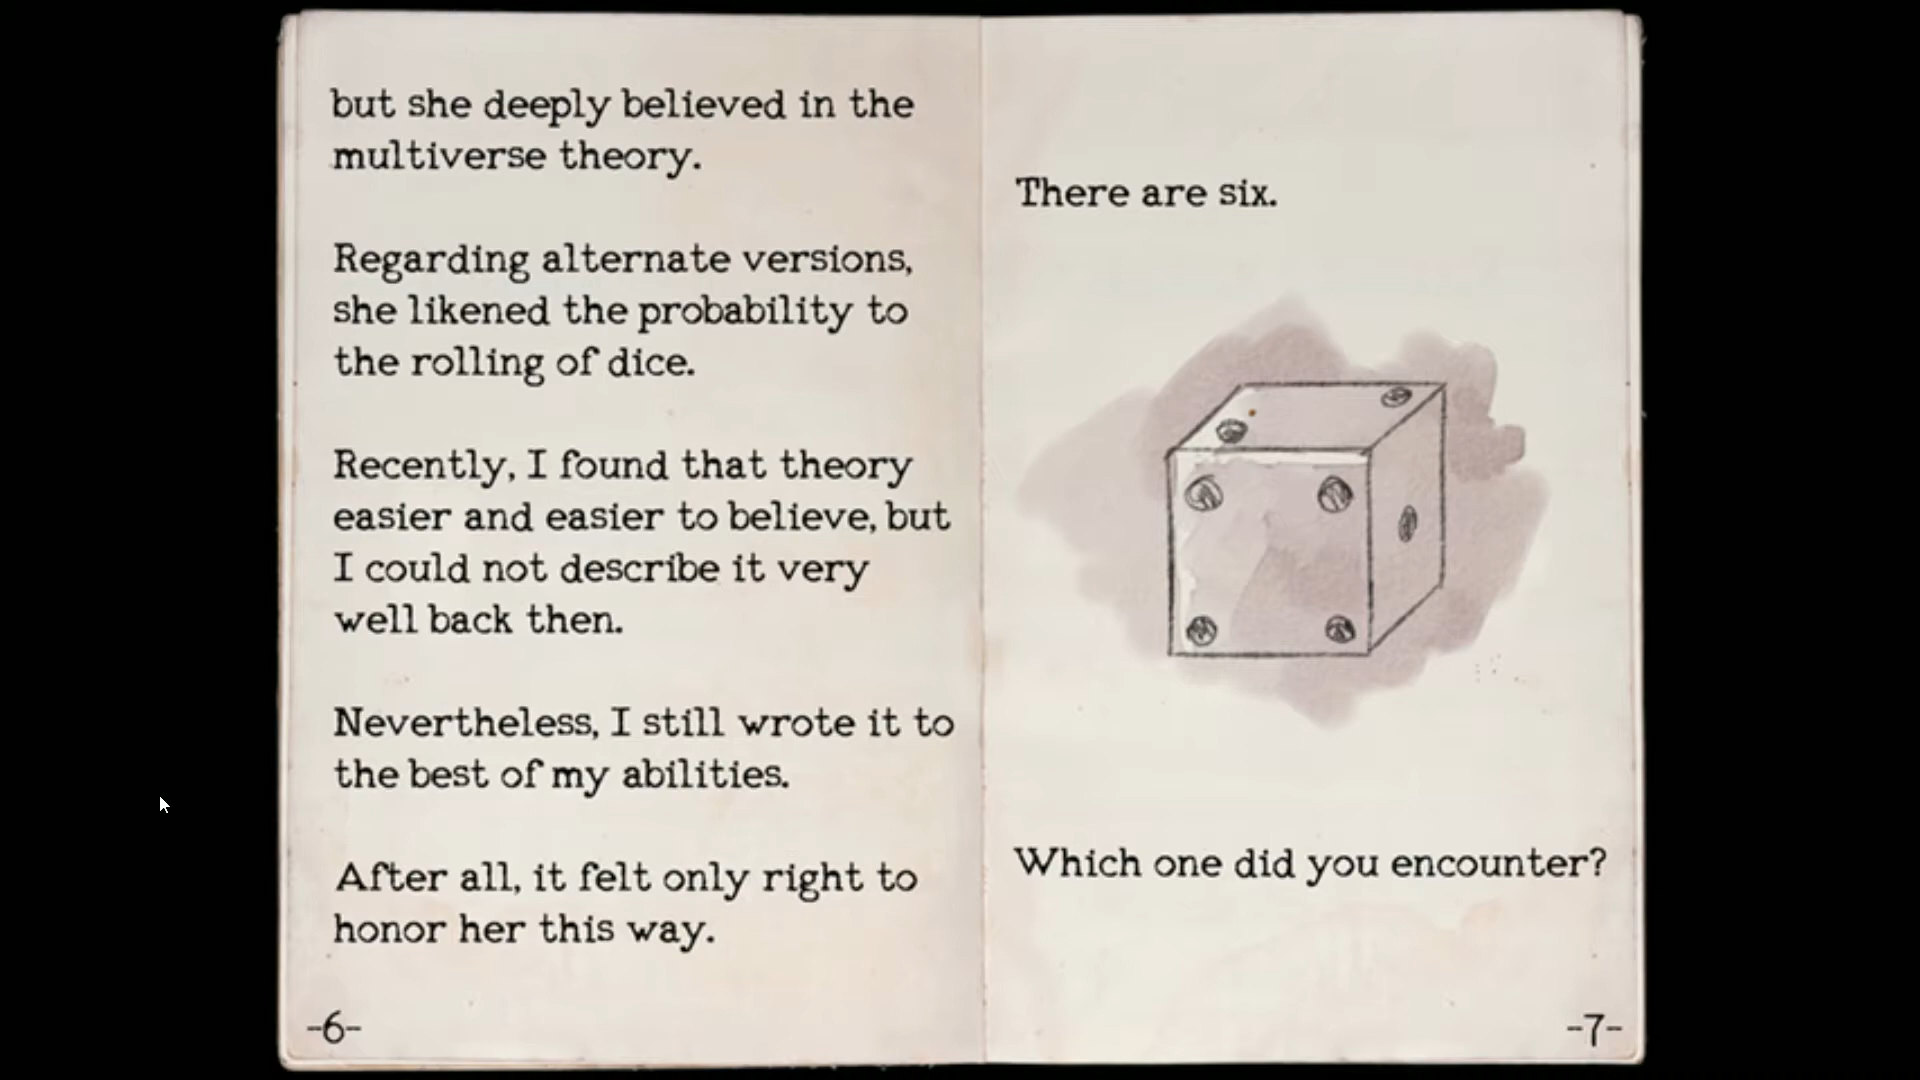 but she deeply believed in the
multiverse theory.
Regarding alternate versions,
she likened the probability to
the rolling of dice.
Recently, I found that theory
easier and easier to believe, but
I could not describe it very
well back then.
Nevertheless, I still wrote it to
the best of my abilities.
After all, it felt only right to
honor her this way.
-6-
There are six.
Which one did you encounter?
-7-